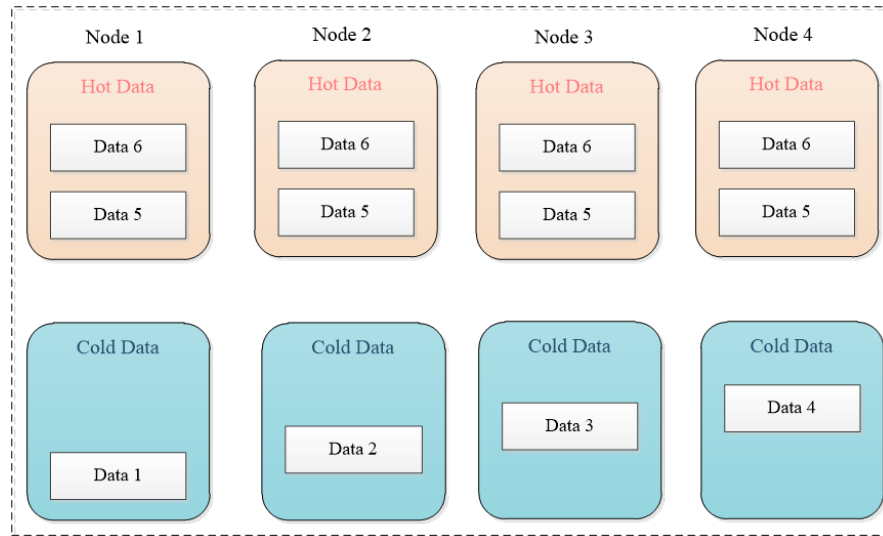 Node 1
Node 2
Node 3
Node 4
Hot Data
Hot Data
Hot Data
Hot Data
Data 6
Data 6
Data 6
Data 6
Data 5
Data 5
Data 5
Data 5
Cold Data
Cold Data
Cold Data
Cold Data
Data 1
Data 2
Data 3
Data 4